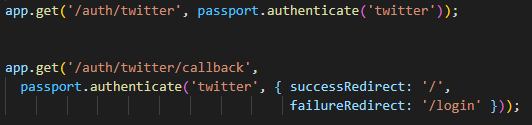 app.get('/auth/twitter', passport.authenticate('twitter'));
app.get('/auth/twitter/callback',
passport.authenticate('twitter', { successRedirect: '/',
failureRedirect: '/login' }));